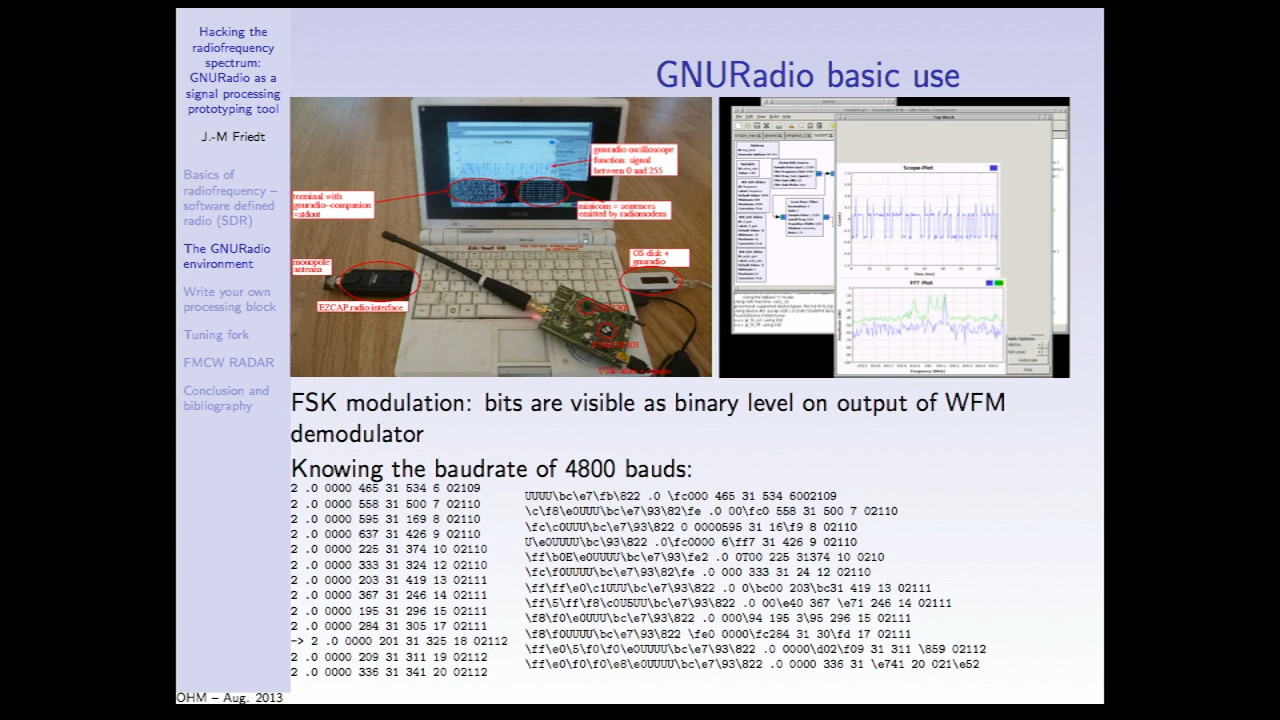 Hacking the
radiofrequency
spectrum:
GNURadio as a
signal processing
prototyping tool
J.-M Friedt
Basics of
radiofrequency –
software defined
radio (SDR)
The GNURadio
environment
Write your own
processing block
Tuning fork
FMCW RADAR
Conclusion and
bibliography
OHM – Aug. 2013
GNURadio basic use
gnuradio oscilloscope
function: signal
between 0 and 255
terminal with
gnuradio-companion
=stdout
minicom = sentences
emitted by radiomodem
monopole
antenna
EZCAP radio interface
OS disk +
gnuradio
Scope Plot
Time (ms)
FFT Plot
Frequency (MHz)
FSK modulation: bits are visible as binary level on output of WFM
demodulator
Knowing the baudrate of 4800 bauds:
2 .0 0000 465 31 534 6 02109
2 .0 0000 558 31 500 7 02110
2 .0 0000 595 31 169 8 02110
2 .0 0000 637 31 426 9 02110
2 .0 0000 225 31 374 10 02110
2 .0 0000 333 31 324 12 02110
2 .0 0000 203 31 419 13 02111
2 .0 0000 367 31 246 14 02111
2 .0 0000 195 31 296 15 02111
2 .0 0000 284 31 305 17 02111
-> 2 .0 0000 201 31 325 18 02112
2 .0 0000 209 31 311 19 02112
2 .0 0000 336 31 341 20 02112
UUUU\bc\e7\fb\822 .0 \fc000 465 31 534 6002109
\c\f8\e0UUU\bc\e7\93\82\fe .0 00\fc0 558 31 500 7 02110
\fc\c0UUU\bc\e7\93\822 0 0000595 31 16\f9 8 02110
U\e0UUUU\bc\93\822 .0\fc0000 6\ff7 31 426 9 02110
\ff\b0E\e0UUUU\bc\e7\93\fe2 .0 0T00 225 31374 10 0210
\fc\f0UUUU\bc\e7\93\82\fe .0 000 333 31 24 12 02110
\ff\ff\e0\c1UUU\bc\e7\93\822 .0 0\bc00 203\bc31 419 13 02111
\ff\5\ff\f8\c0U5UU\bc\e7\93\822 .0 00\e40 367 \e71 246 14 02111
\f8\f0\e0UUU\bc\e7\93\822 .0 000\94 195 3\95 296 15 02111
\f8\f0UUUU\bc\e7\93\822 \fe0 0000\fc284 31 30\fd 17 02111
\ff\e0\5\f0\f0\e0UUUU\bc\e7\93\822 .0 0000\d02\f09 31 311 \859 02112
\ff\e0\f0\f0\e8\e0UUUU\bc\e7\93\822 .0 0000 336 31 \e741 20 021\e52